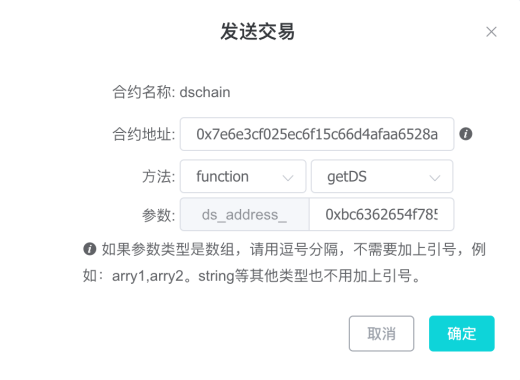 发送交易
合约名称: dschain
合约地址: 0x7e6e3cf025ec6f15c66d4afaa6528a
方法: function getDS
参数: ds_address_ 0xbc6362654f785
如果参数类型是数组，请用逗号分隔，不需要加上引号，例
如：arry1,arry2。string等其他类型也不用加上引号。
取消 确定